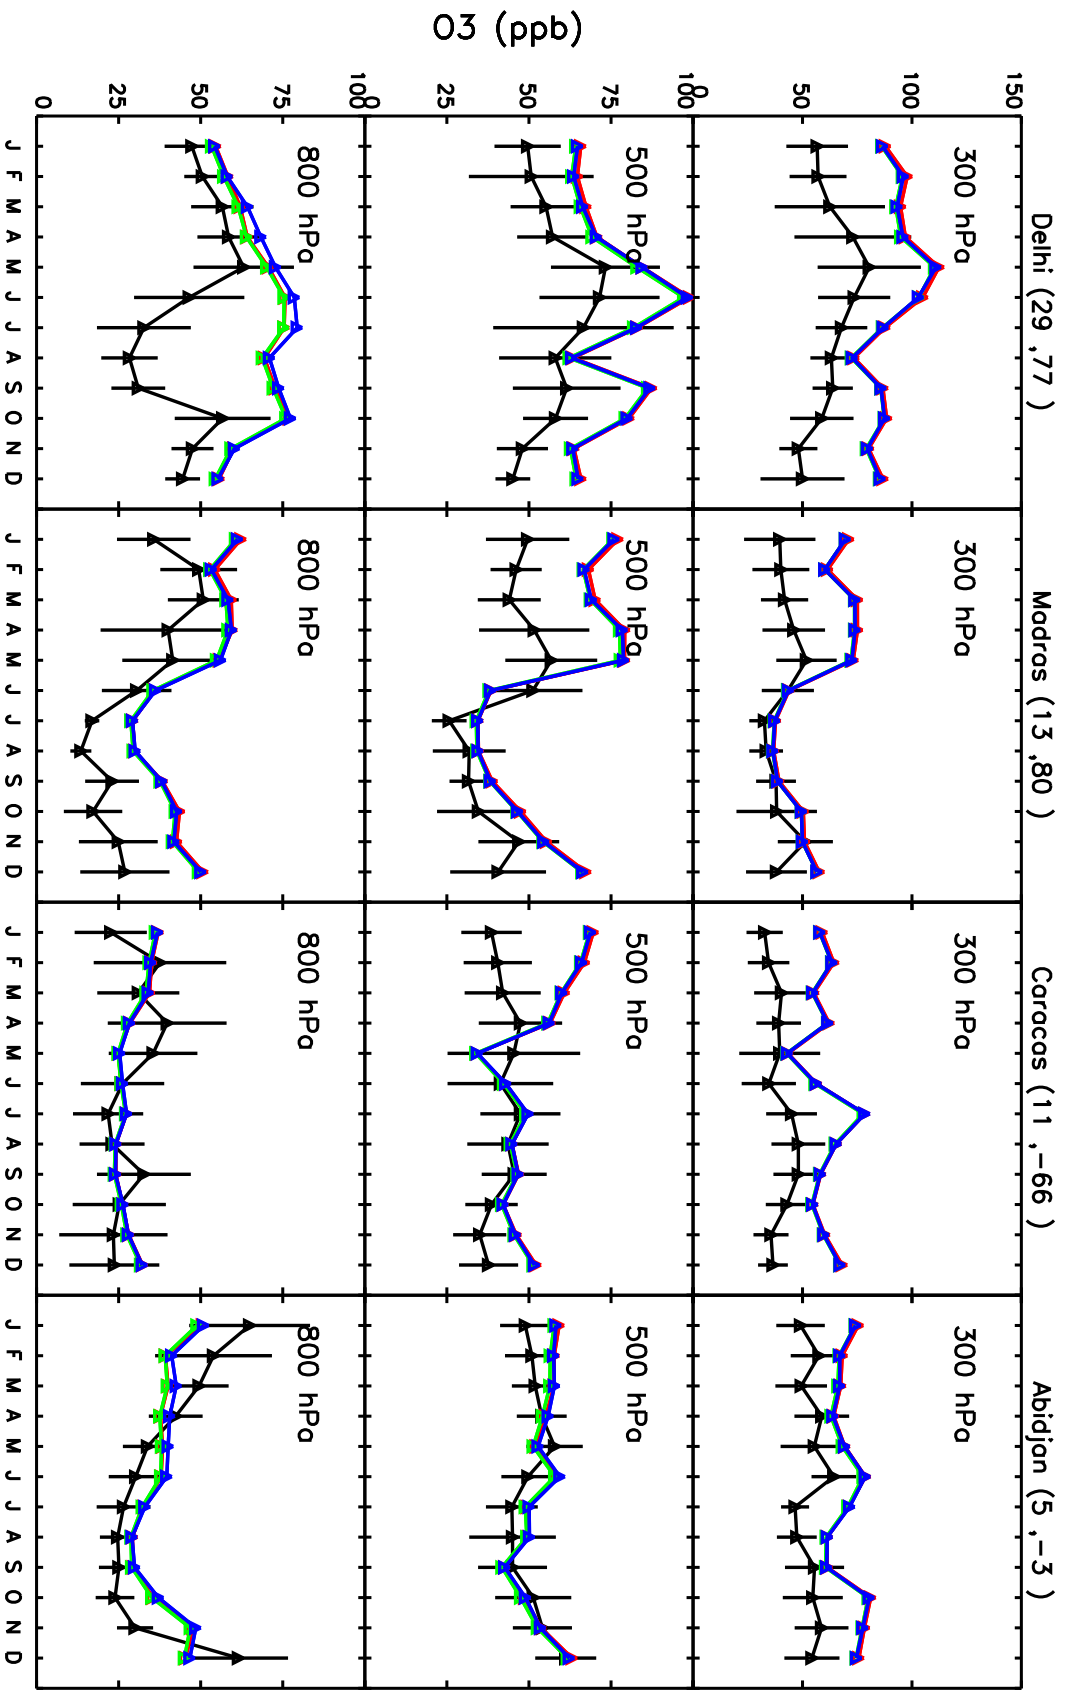 Delhi (29 ,77 )
Madras (13 ,80 )
Caracas (11 ,−66 )
Abidjan (5 ,−3 )
150
100
50
0
300 hPa
300 hPa
300 hPa
300 hPa
O3 (ppb)
100
75
50
25
0
500 hPa
500 hPa
500 hPa
500 hPa
100
75
50
25
0
800 hPa
800 hPa
800 hPa
800 hPa
J F M A M J J A S O N D
J F M A M J J A S O N D
J F M A M J J A S O N D
J F M A M J J A S O N D